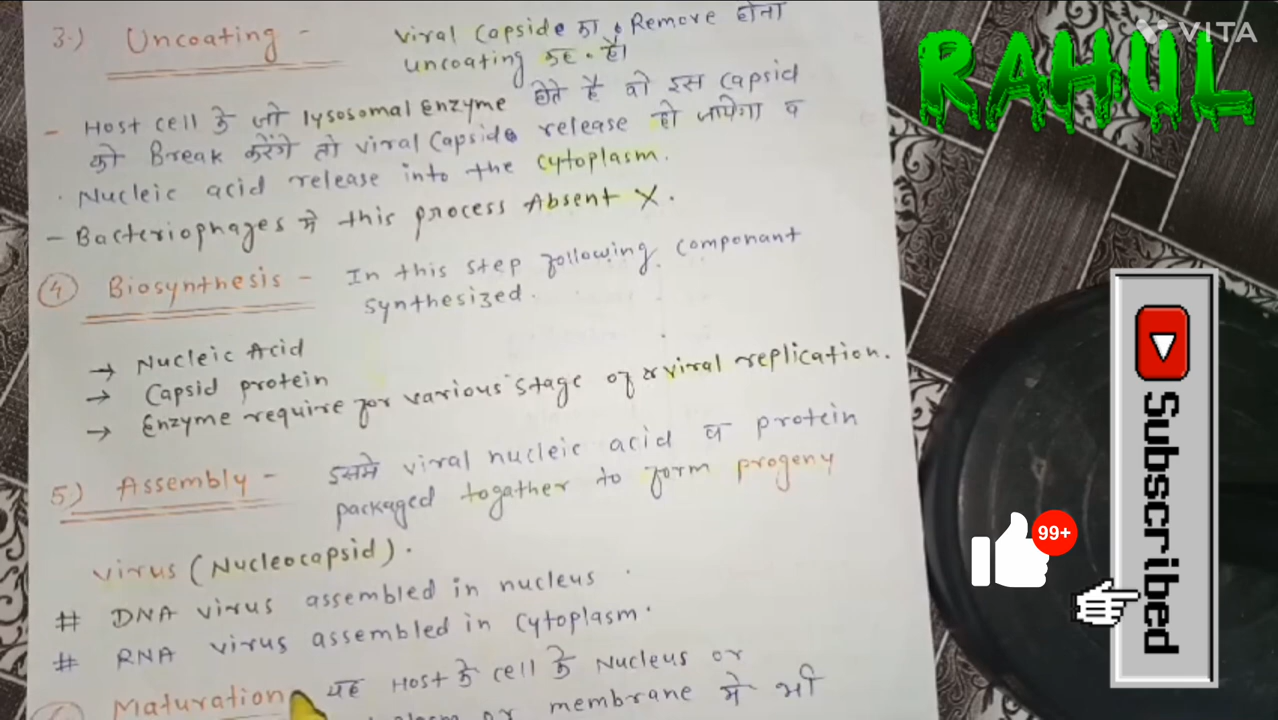 3.) Uncoating - viral Capside का Remore होना
uncoating कह. है।
- Host cell के जो lysosomal Enzyme होते है वो इस Capsid
को Break करेंगे तो viral Capside release हो जायेगा व
· Nucleic acid release into the cytoplasm.
- Bacteriophages मे this process Absent X.
4 Biosynthesis - In this step following componant
synthesized.
→ Nucleic Acid
→ Capsid protein
→ Enzyme require for various stage of viral replication.
5.) Assembly - इसमे viral nucleic acid व protein
packaged togather to form progeny
virus (Nucleocapsid).
# DNA virus assembled in nucleus
# RNA virus assembled in Cytoplasm.
Maturation यह Host के cell के Nucleus or
membrane मे भी
RAHUL
VITA
Subscribed
99+